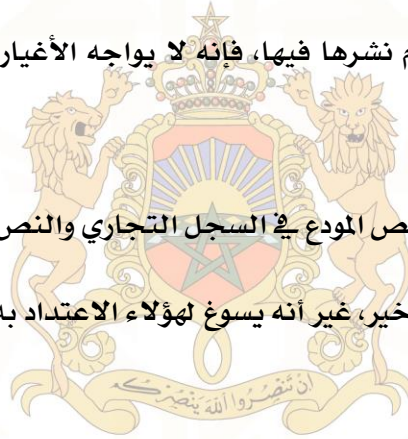 م نشرها فيها، فإنه لا يواجه الأغيار
ص المودع في السجل التجاري والنص
خير، غير أنه يسوغ لهؤلاء الاعتداد به
إن تنصروا الله ينصركم